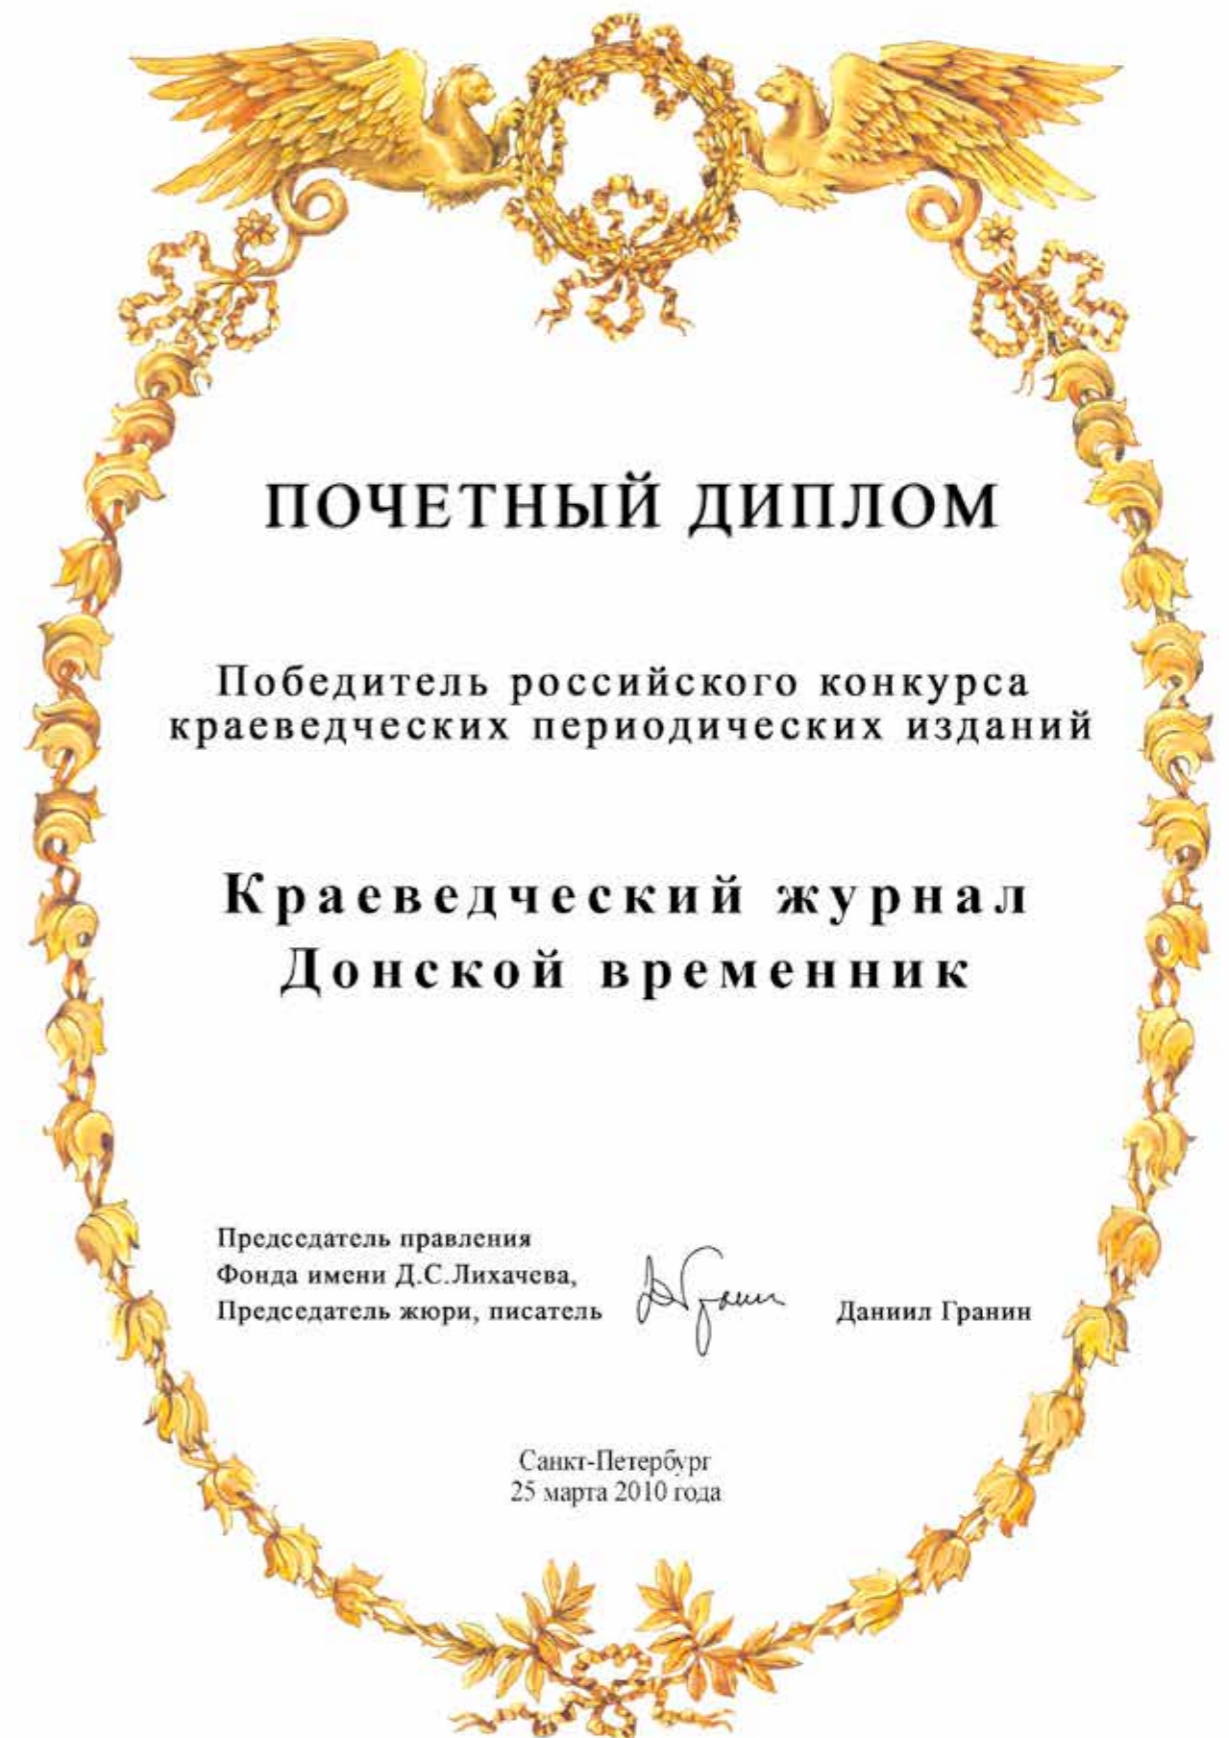 ПОЧЕТНЫЙ ДИПЛОМ
Победитель российского конкурса
краеведческих периодических изданий
Краеведческий журнал
Донской временник
Председатель правления
Фонда имени Д.С.Лихачева,
Председатель жюри, писатель
Даниил Гранин
Санкт-Петербург
25 марта 2010 года